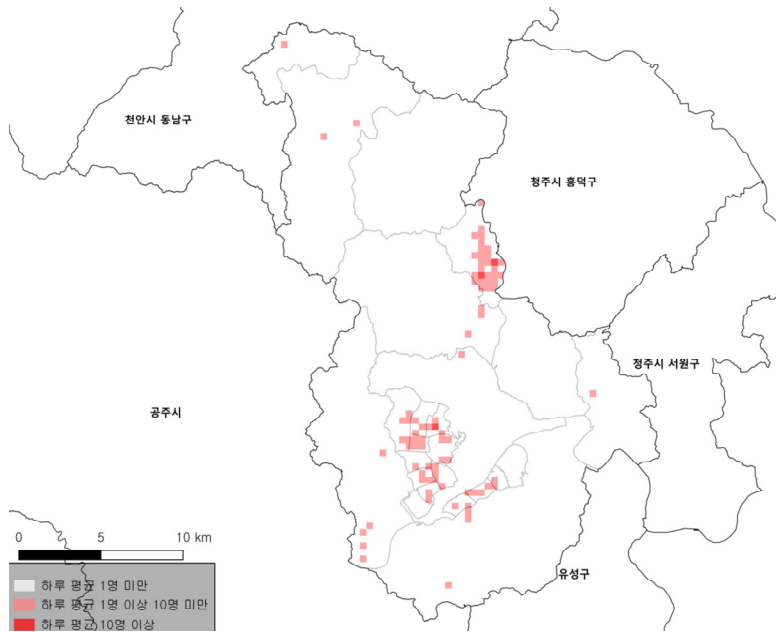 천안시 동남구
청주시 흥덕구
청주시 서원구
공주시
유성구
0 5 10 km
하루 평균 1명 미만
하루 평균 1명 이상 10명 미만
하루 평균 10명 이상